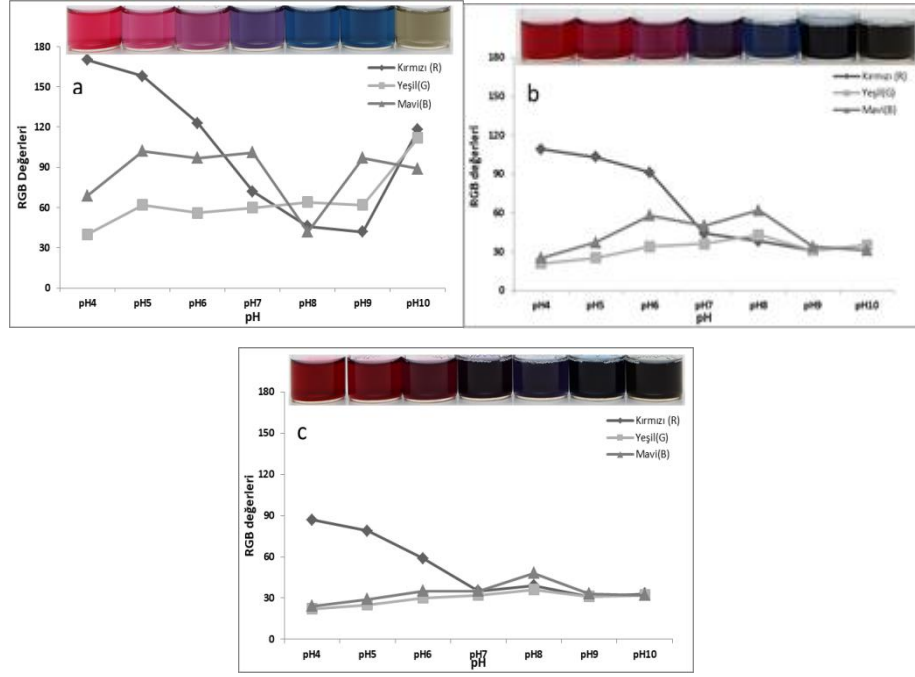 180
150
120
90
60
30
0
RGB Değerleri
a
Kırmızı (R)
Yeşil(G)
Mavi(B)
pH4 pH5 pH6 pH7 pH8 pH9 pH10
pH
180
150
120
90
60
30
0
RGB değerleri
b
Kırmızı (R)
Yeşil(G)
Mavi(B)
pH4 pH5 pH6 pH7 pH8 pH9 pH10
pH
180
150
120
90
60
30
0
RGB değerleri
c
Kırmızı (R)
Yeşil(G)
Mavi(B)
pH4 pH5 pH6 pH7 pH8 pH9 pH10
pH